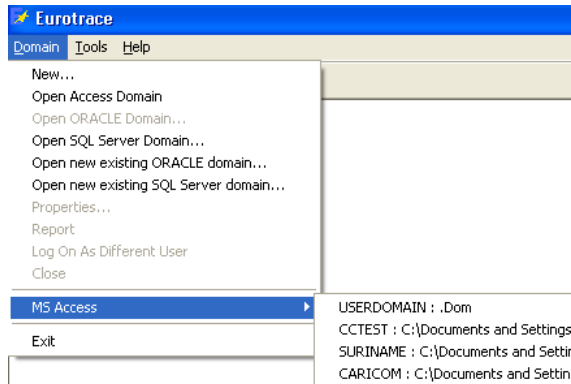 Eurotrace
Domain Tools Help
New...
Open Access Domain
Open ORACLE Domain...
Open SQL Server Domain...
Open new existing ORACLE domain...
Open new existing SQL Server domain...
Properties...
Report
Log On As Different User
Close
MS Access
USERDOMAIN : .Dom
Exit
CCTEST : C:\Documents and Settings
SURINAME : C:\Documents and Settin
CARICOM : C:\Documents and Settin